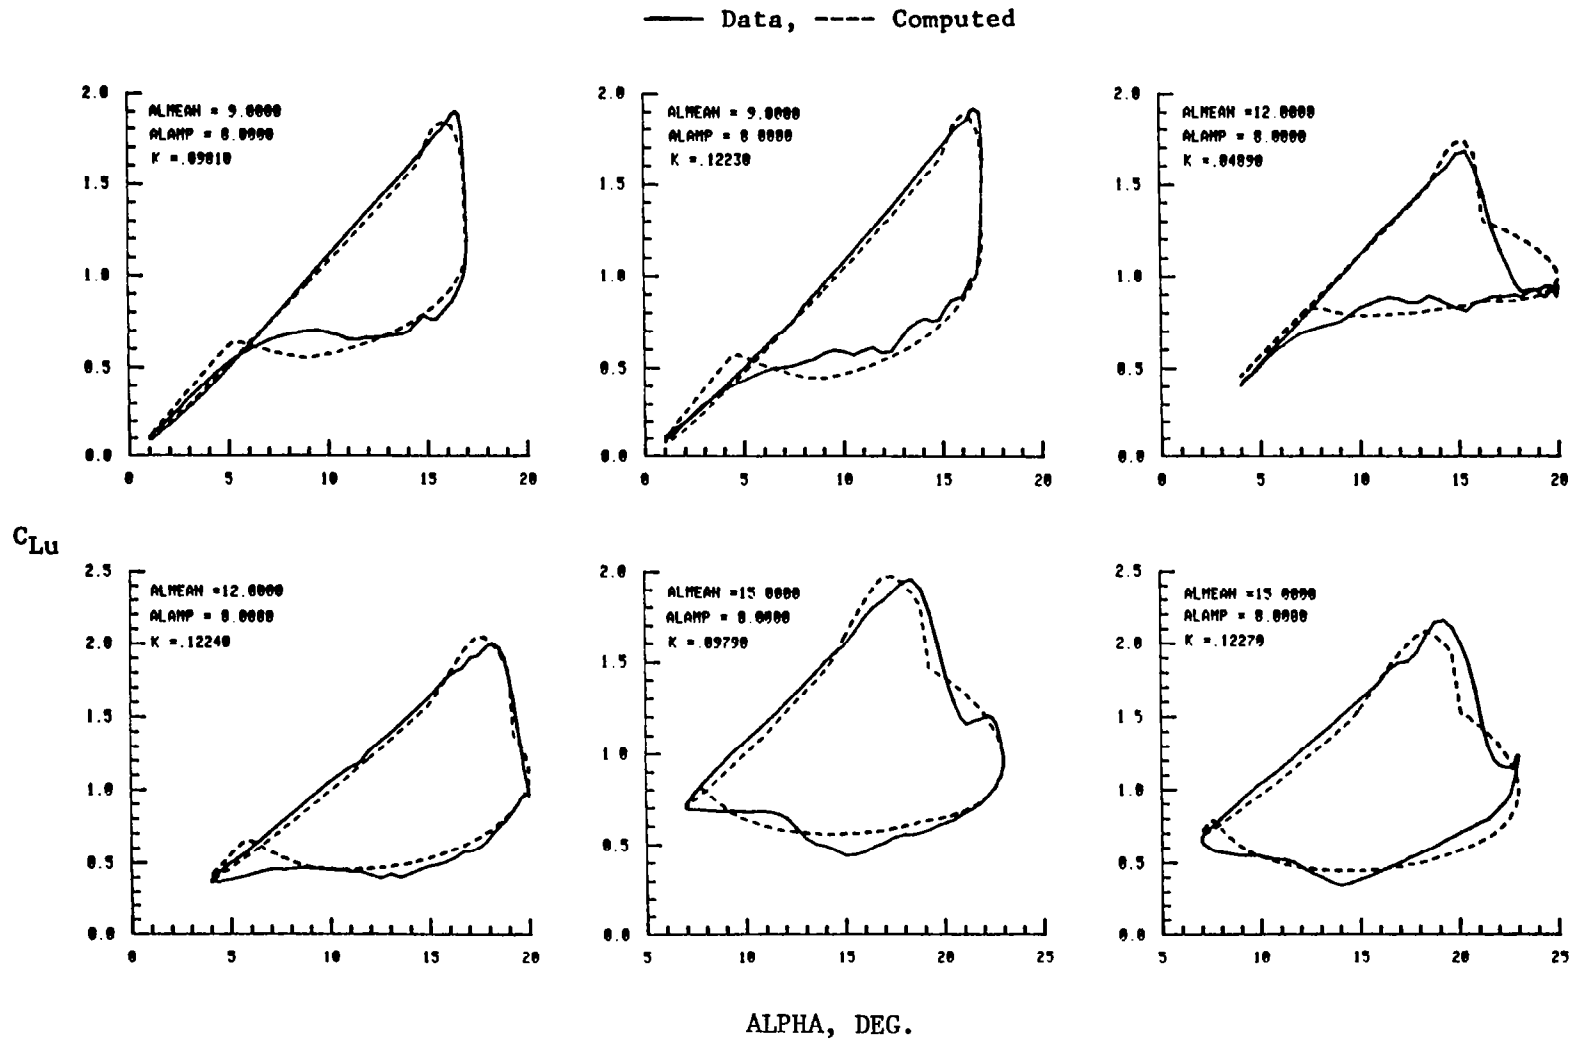 Data, Computed
2.0
1.5
1.0
0.5
0.0
ALMEAN = 9.0000
ALAMP = 8.0000
K =.09810
0 5 10 15 20
2.0
1.5
1.0
0.5
0.0
ALMEAN = 9.0000
ALAMP = 8 0000
K =.12230
0 5 10 15 20
2.0
1.5
1.0
0.5
0.0
ALMEAN =12.0000
ALAMP = 8.0000
K =.04890
0 5 10 15 20
CLu
2.5
2.0
1.5
1.0
0.5
0.0
ALMEAN =12.0000
ALAMP = 8.0000
K =.12240
0 5 10 15 20
2.0
1.5
1.0
0.5
0.0
ALMEAN =15 0000
ALAMP = 8.0000
K =.09790
5 10 15 20 25
2.5
2.0
1.5
1.0
0.5
0.0
ALMEAN =15 0000
ALAMP = 8.0000
K =.12270
5 10 15 20 25
ALPHA, DEG.